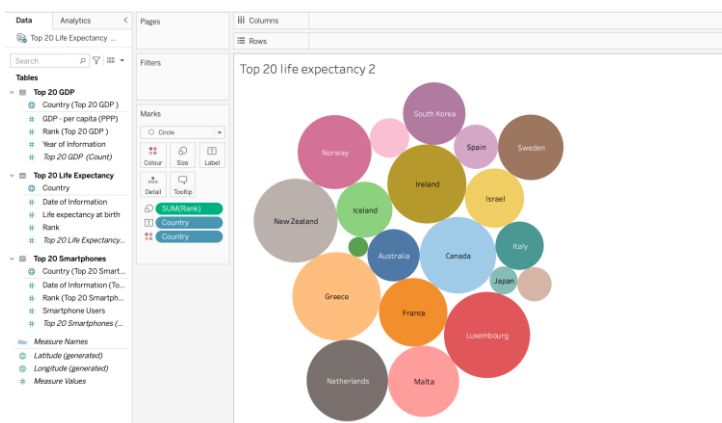 Data
Analytics
Top 20 Life Expectancy ...
Search
Tables
Top 20 GDP
Country (Top 20 GDP )
GDP - per capita (PPP)
Rank (Top 20 GDP )
Year of Information
Top 20 GDP (Count)
Top 20 Life Expectancy
Country
Date of Information
Life expectancy at birth
Rank
Top 20 Life Expectancy...
Top 20 Smartphones
Country (Top 20 Smart...
Date of Information (To...
Rank (Top 20 Smartph...
Smartphone Users
Top 20 Smartphones (...
Abc Measure Names
Latitude (generated)
Longitude (generated)
Measure Values
Pages
Filters
Marks
Circle
Colour
Size
Label
Detail
Tooltip
SUM(Rank)
Country
Country
Columns
Rows
Top 20 life expectancy 2
South Korea
Norway
Spain
Sweden
Ireland
Israel
Iceland
New Zealand
Italy
Australia
Canada
Japan
Greece
France
Luxembourg
Netherlands
Malta